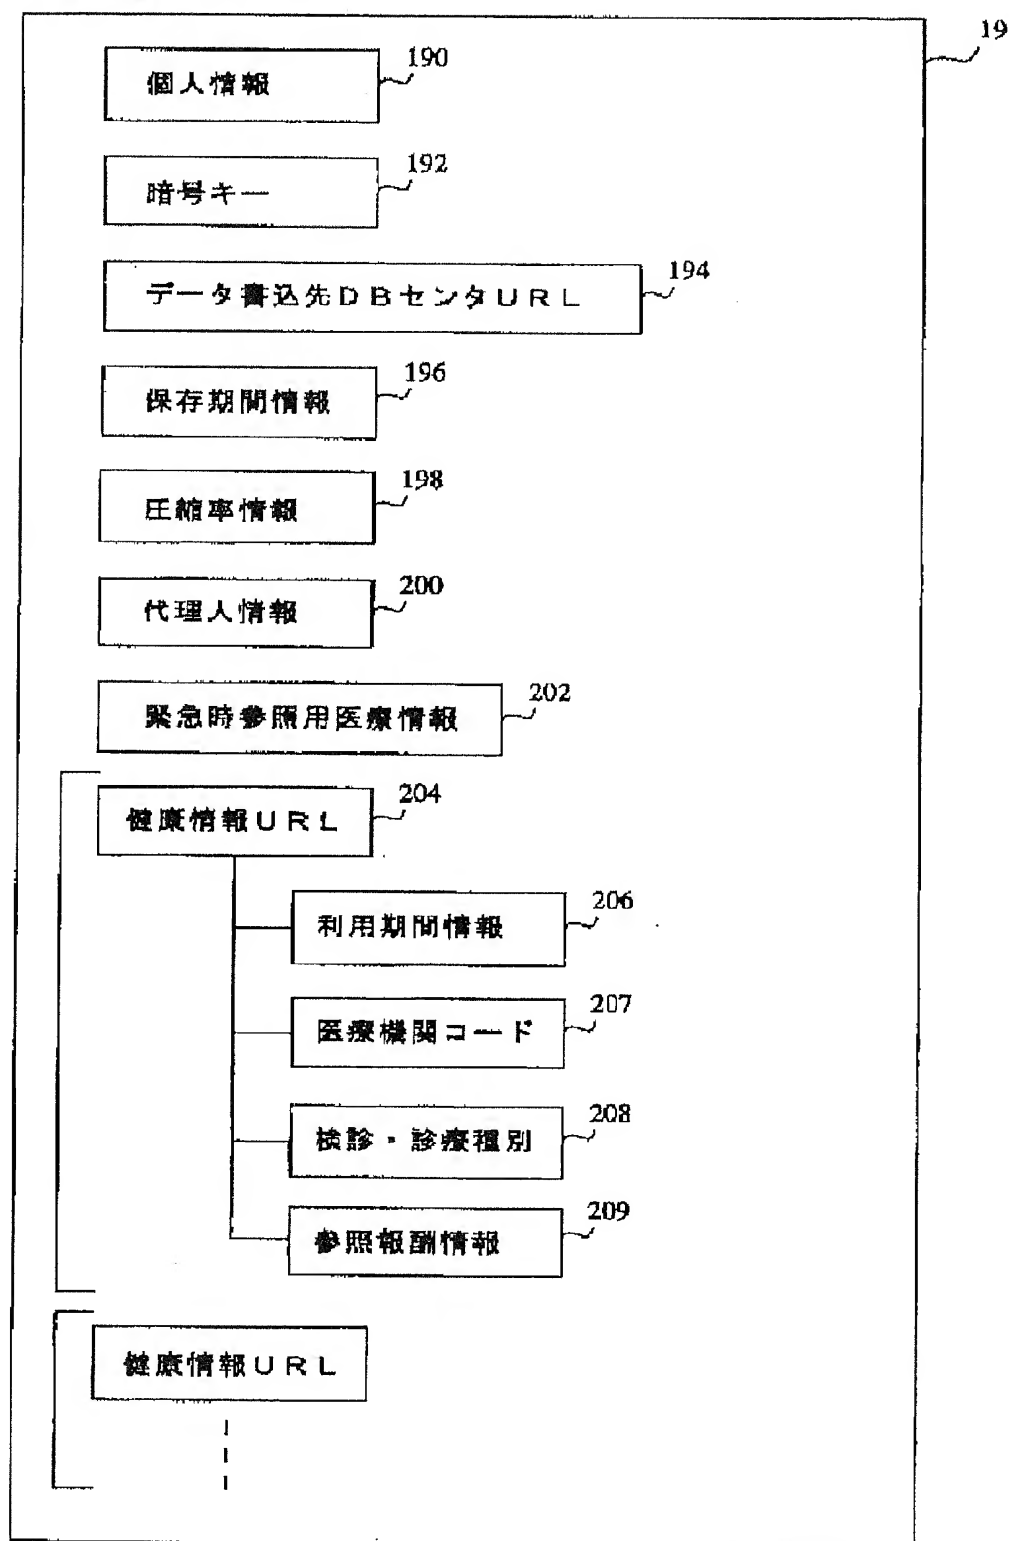 19
個人情報
190
暗号キー
192
データ書込先DBセンタURL
194
保存期間情報
196
圧縮率情報
198
代理人情報
200
緊急時参照用医療情報
202
健康情報URL
204
利用期間情報
206
医療機関コード
207
検診・診療種別
208
参照報酬情報
209
健康情報URL